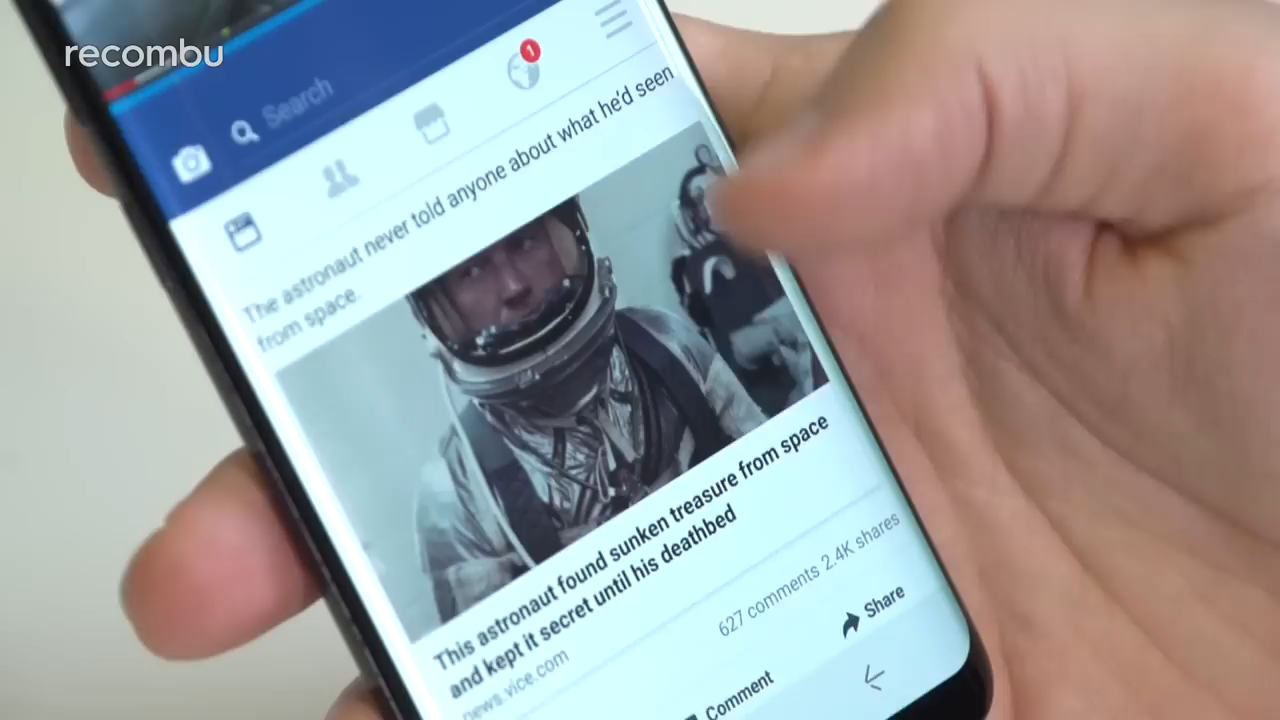 recombu
Search
1
The astronaut never told anyone about what he'd seen
from space.
This astronaut found sunken treasure from space
and kept it secret until his deathbed
news.vice.com
627 comments 2.4K shares
Comment
Share